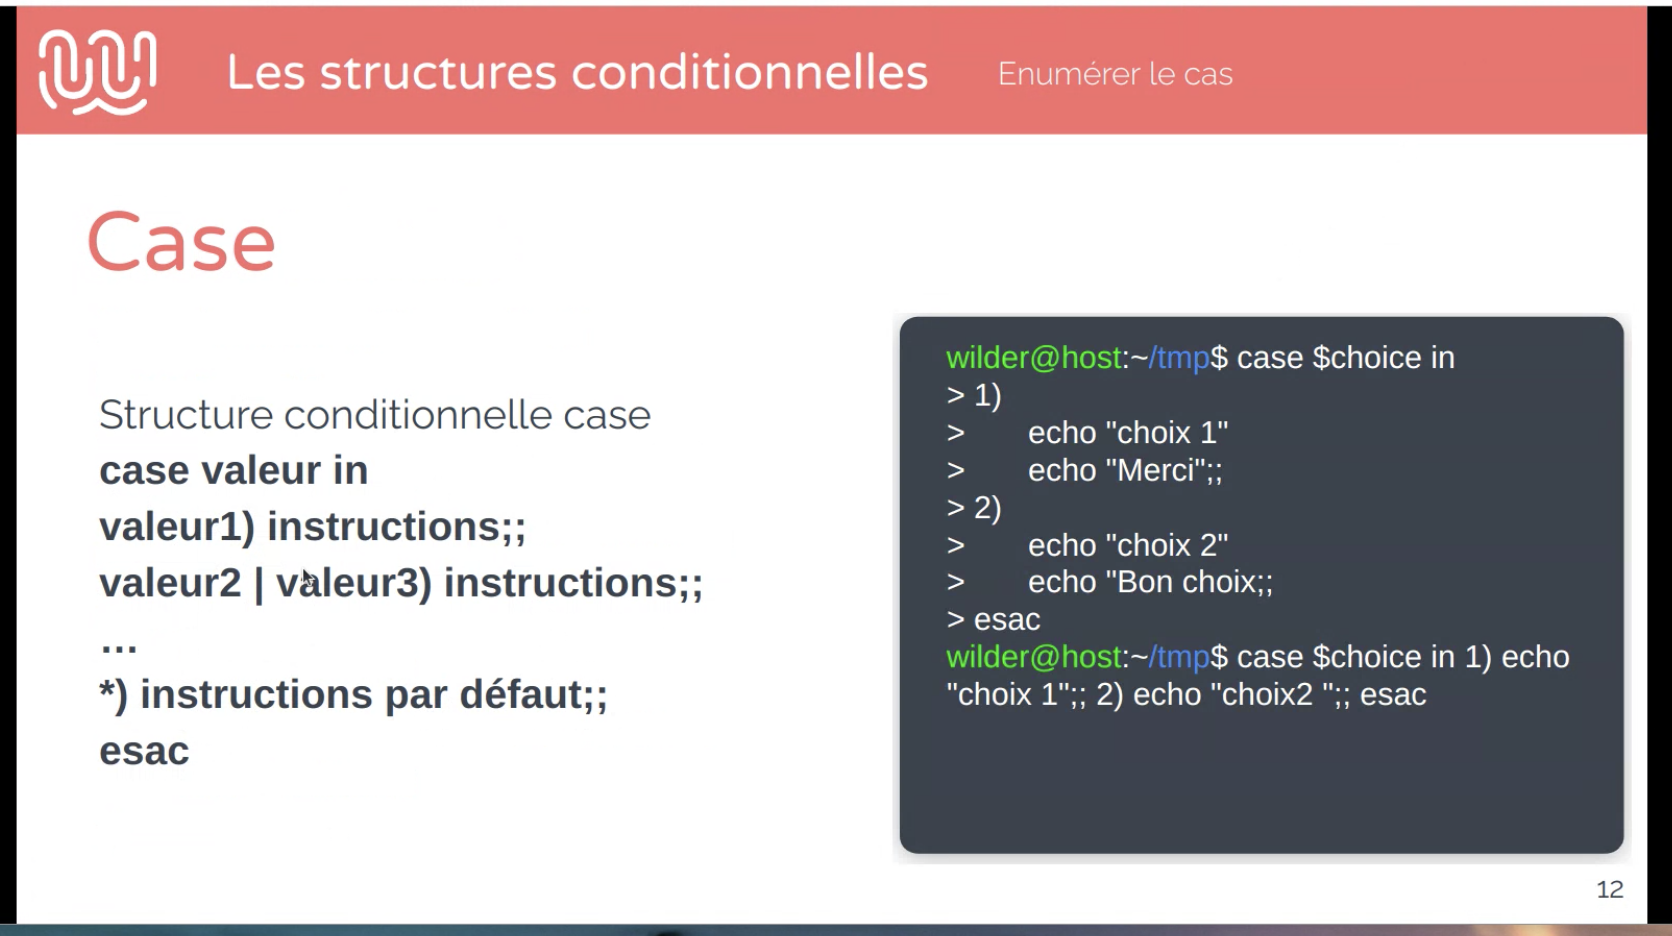 Les structures conditionnelles
Enumérer le cas
Case
Structure conditionnelle case
case valeur in
valeur1) instructions;;
valeur2 | valeur3) instructions;;
...
*) instructions par défaut;;
esac
wilder@host:~/tmp$ case $choice in
> 1)
> echo "choix 1"
> echo "Merci";;
> 2)
> echo "choix 2"
> echo "Bon choix;;
> esac
wilder@host:~/tmp$ case $choice in 1) echo
"choix 1";; 2) echo "choix2 ";; esac
12